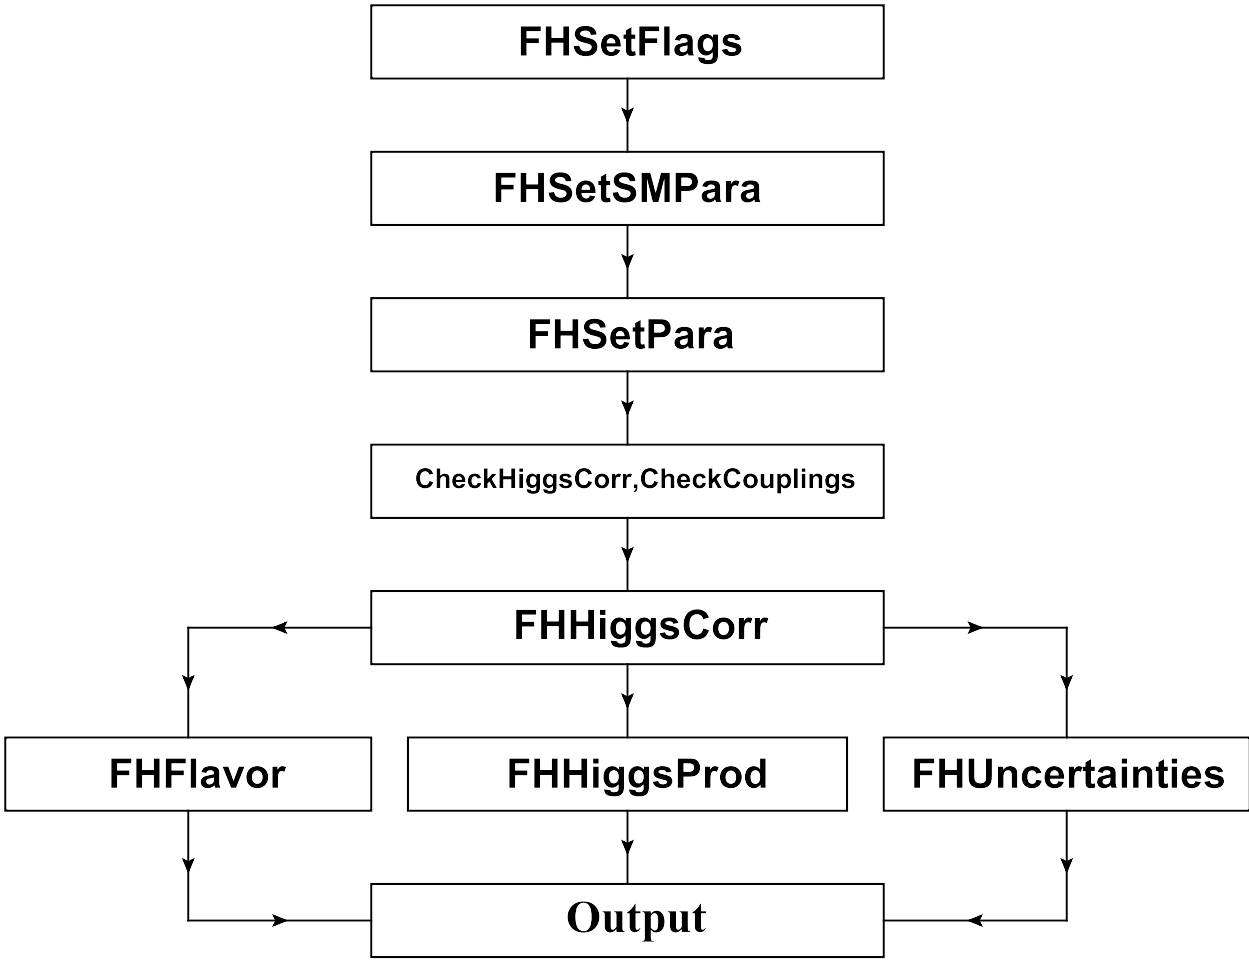 FHSetFlags
FHSetSMPara
FHSetPara
CheckHiggsCorr,CheckCouplings
FHHiggsCorr
FHFlavor
FHHiggsProd
FHUncertainties
Output